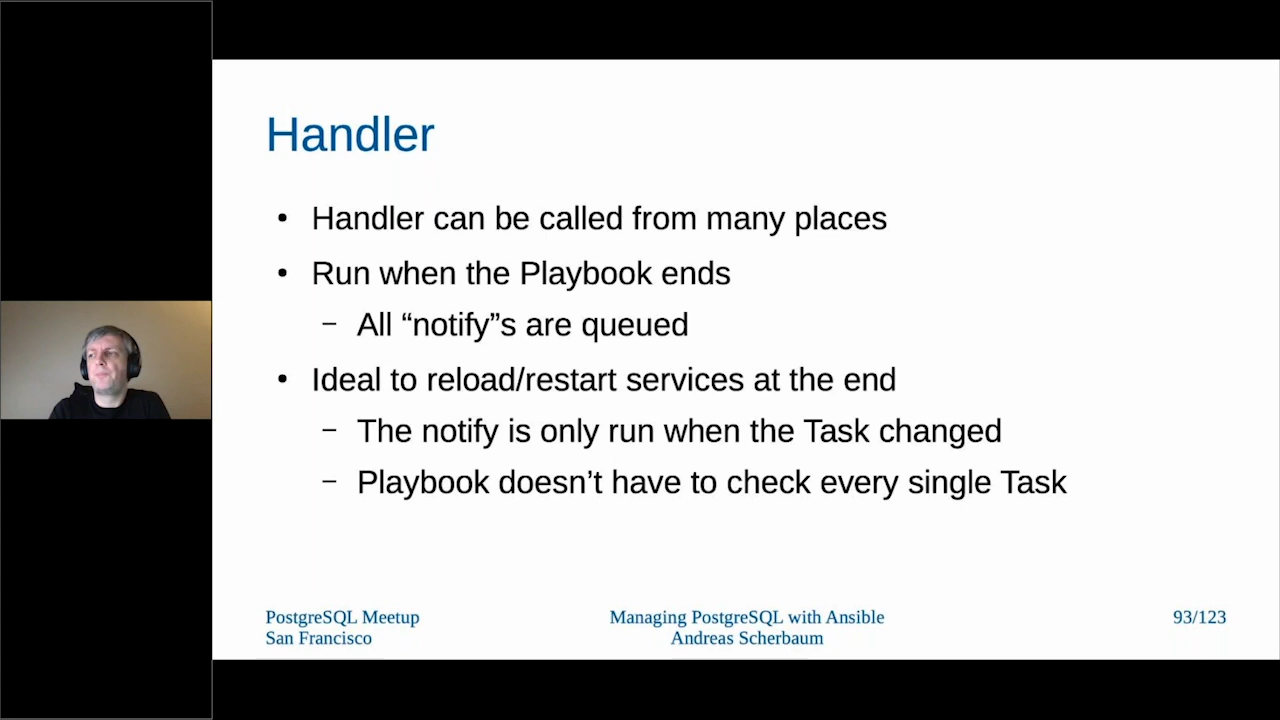 Handler
• Handler can be called from many places
• Run when the Playbook ends
– All “notify”s are queued
• Ideal to reload/restart services at the end
– The notify is only run when the Task changed
– Playbook doesn’t have to check every single Task
PostgreSQL Meetup
San Francisco
Managing PostgreSQL with Ansible
Andreas Scherbaum
93/123